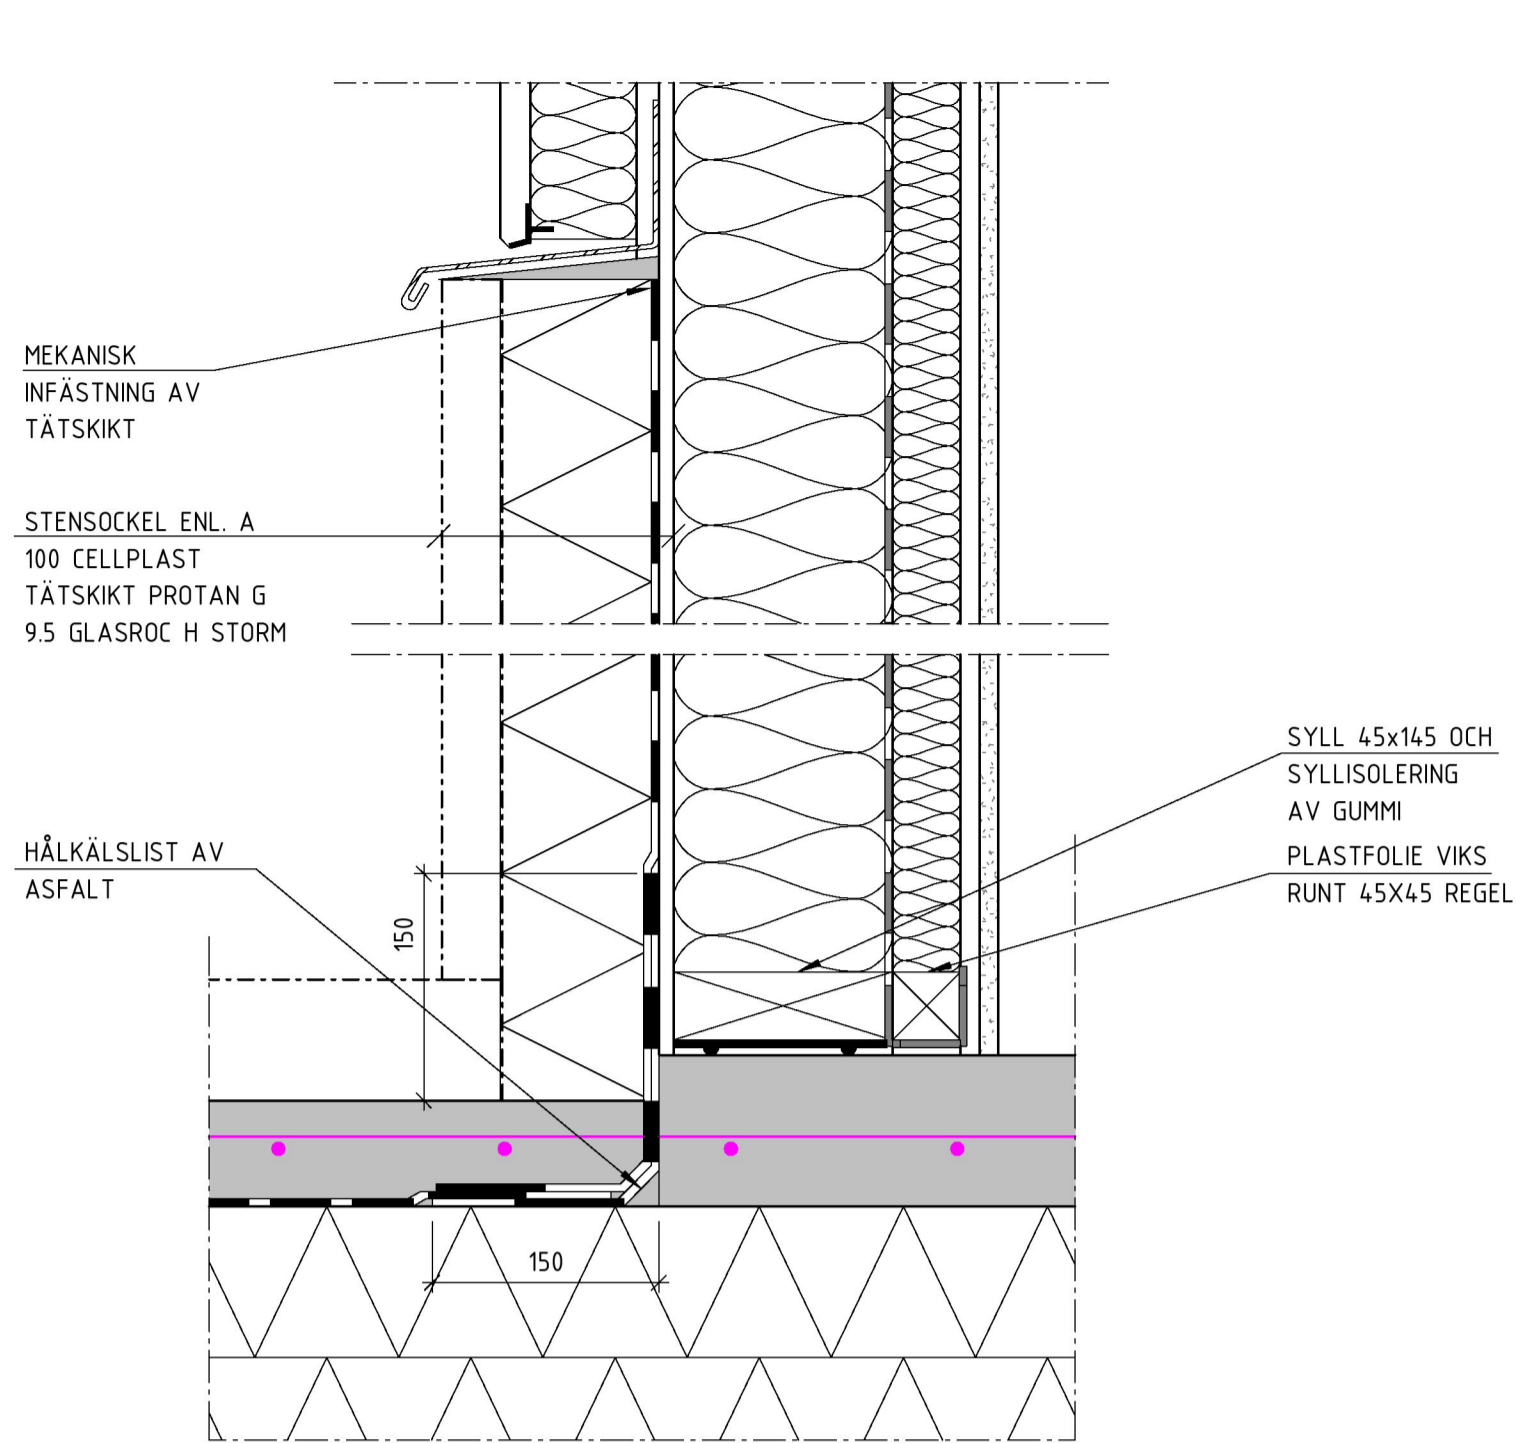 MEKANISK
INFÄSTNING AV
TÄTSKIKT
STENSOCKEL ENL. A
100 CELLPLAST
TÄTSKIKT PROTAN G
9.5 GLASROC H STORM
HÅLKÄLSLIST AV
ASFALT
150
150
SYLL 45x145 OCH
SYLLISOLERING
AV GUMMI
PLASTFOLIE VIKS
RUNT 45X45 REGEL